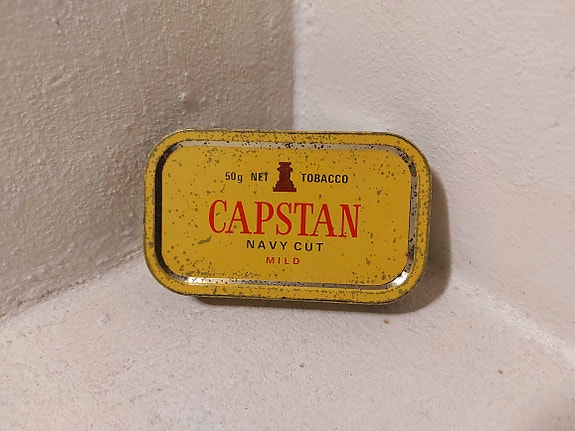 50g NET TOBACCO
CAPSTAN
NAVY CUT
MILD